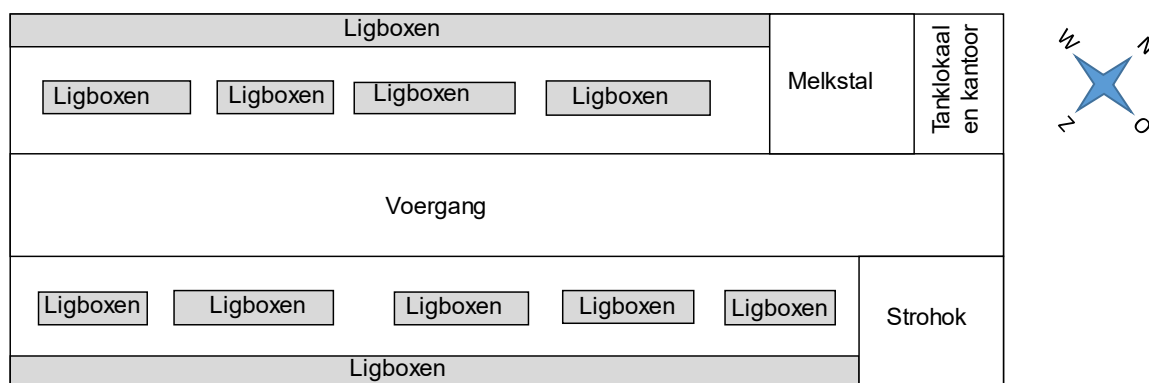 Ligboxen
Melkstal
Tanklokaal
en kantoor
W
N
Z
O
Ligboxen
Ligboxen
Ligboxen
Ligboxen
Voergang
Ligboxen
Ligboxen
Ligboxen
Ligboxen
Ligboxen
Strohok
Ligboxen